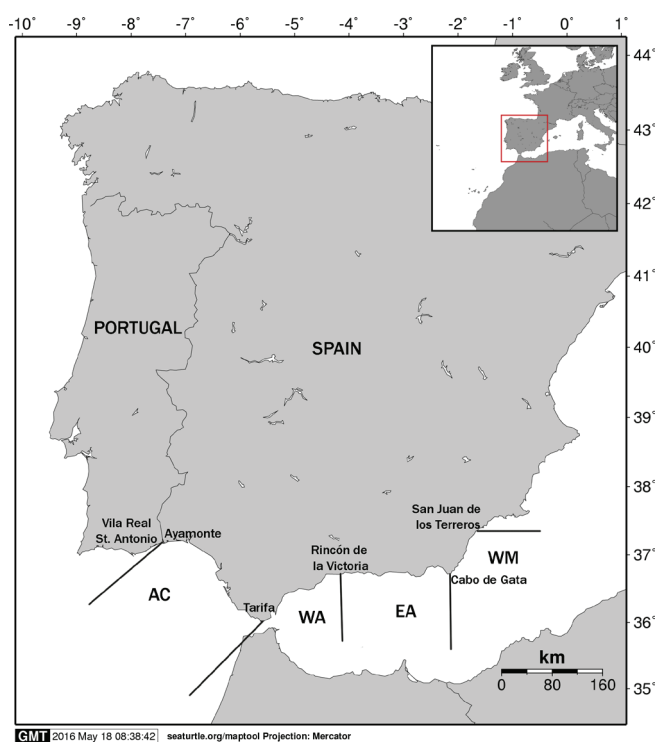 -10° -9° -8° -7° -6° -5° -4° -3° -2° -1° 0° 1°
44°
43°
42°
41°
40°
39°
38°
37°
36°
35°
PORTUGAL
SPAIN
San Juan de
los Terreros
Vila Real
St. Antonio
Ayamonte
Rincón de
la Victoria
WM
Cabo de Gata
AC
Tarifa
WA
EA
km
0 80 160
GMT 2016 May 18 08:38:42 seaturtle.org/maptool Projection: Mercator